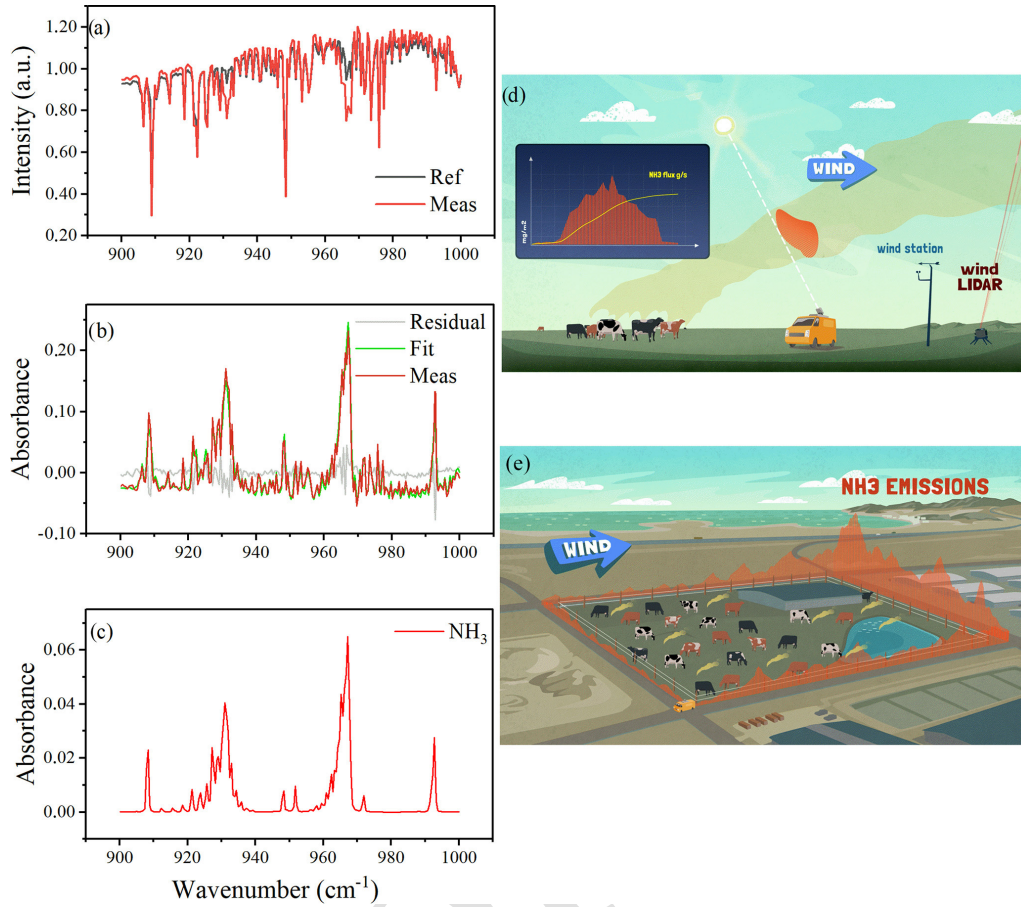 (a)
Intensity (a.u.)
1.20
1.00
0.80
0.60
0.40
0.20
Ref
Meas
900
920
940
960
980
1000
(b)
Absorbance
0.20
0.10
0.00
-0.10
Residual
Fit
Meas
900
920
940
960
980
1000
(c)
Absorbance
0.06
0.04
0.02
0.00
NH₃
900
920
940
960
980
1000
Wavenumber (cm⁻¹)
(d)
mg/m2
NH3 flux g/s
WIND
wind station
wind
LIDAR
(e)
NH3 EMISSIONS
WIND